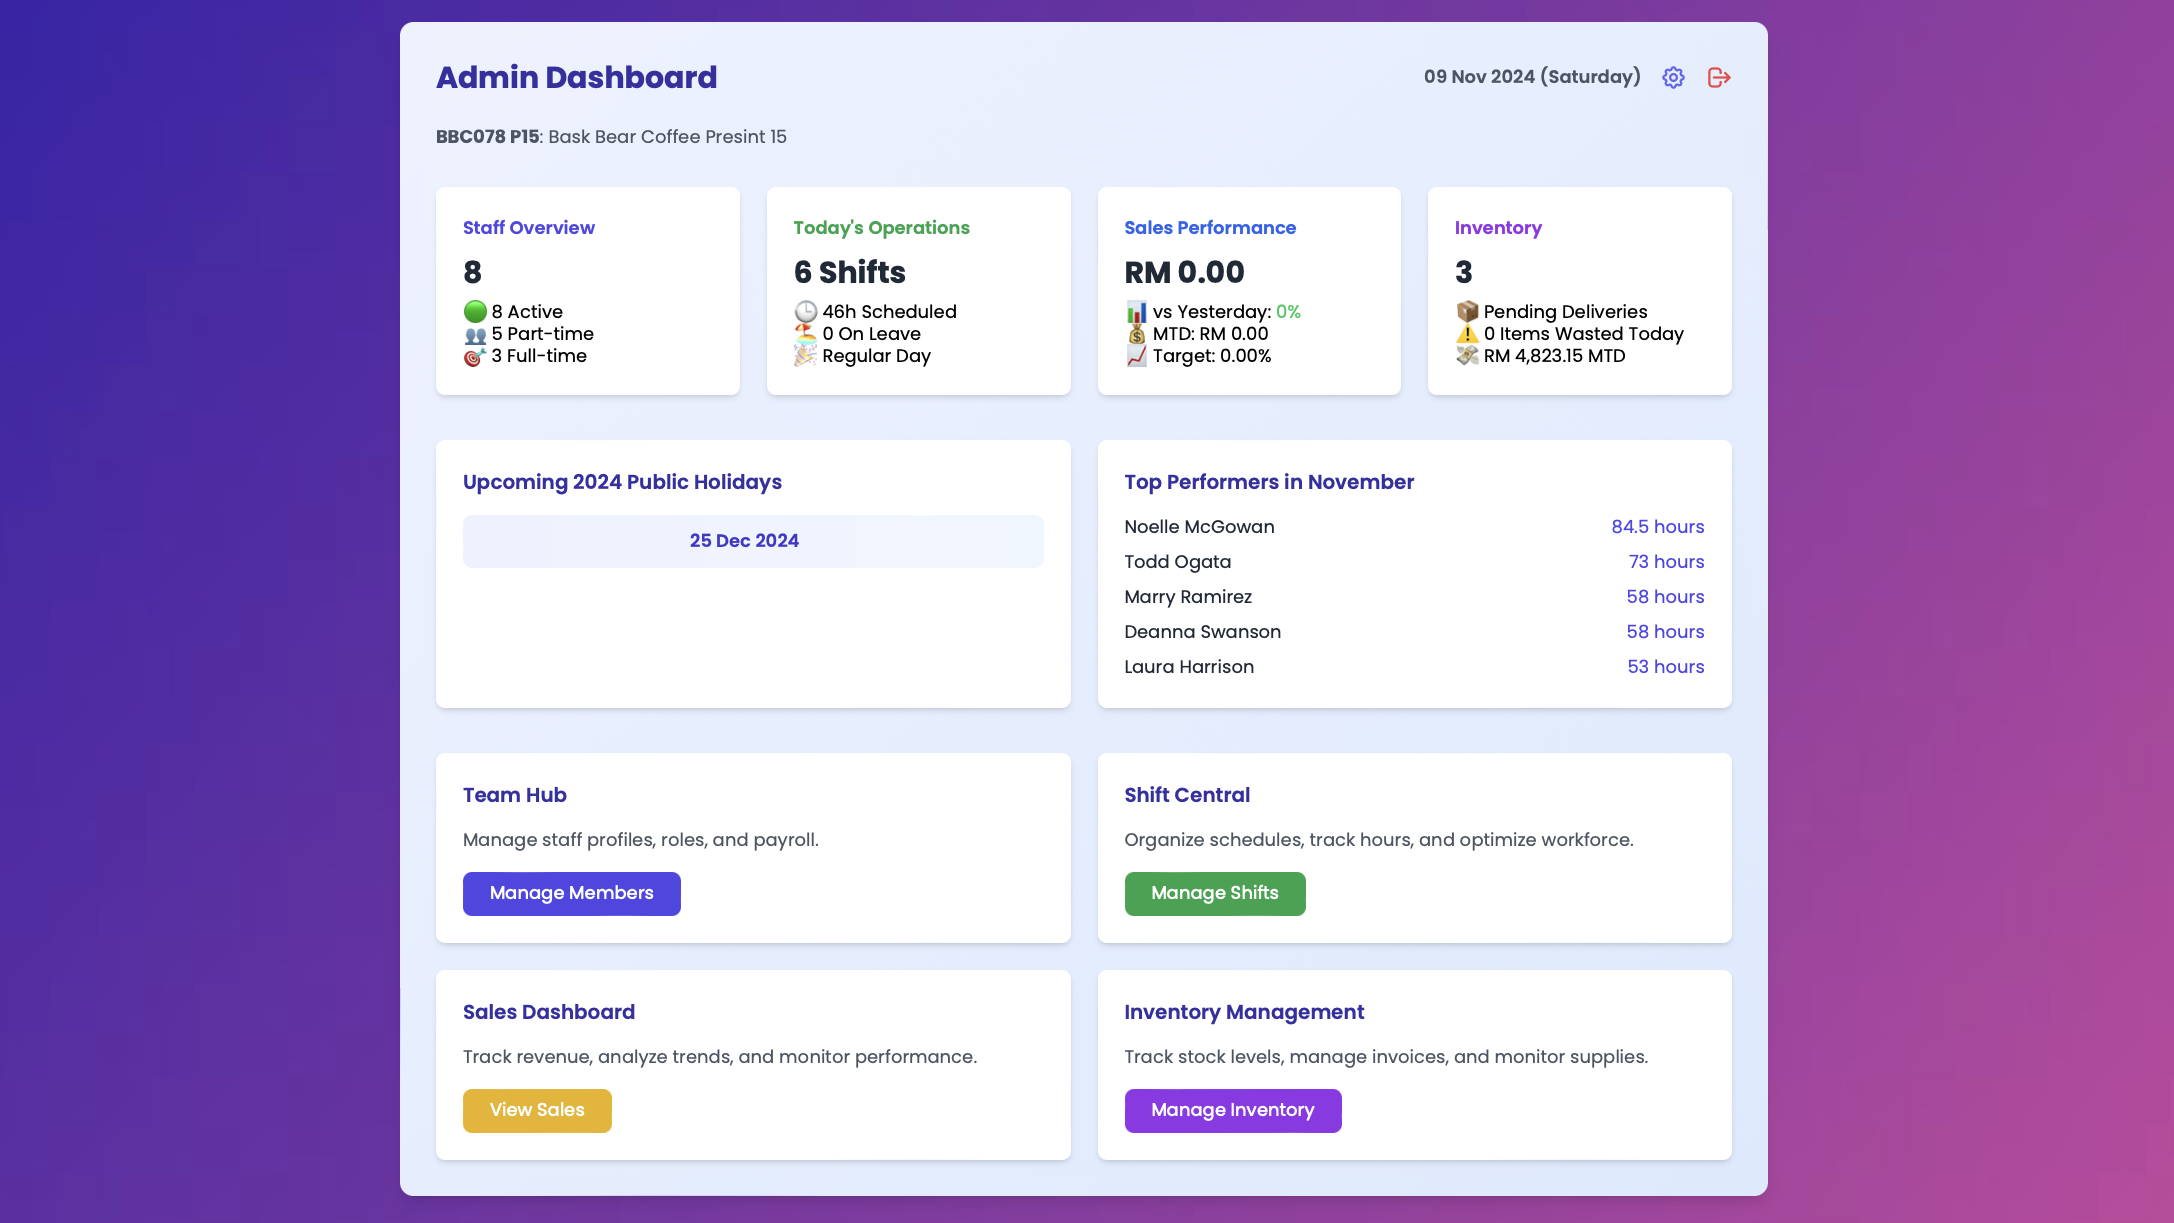 Admin Dashboard
09 Nov 2024 (Saturday)
BBC078 P15: Bask Bear Coffee Presint 15
Staff Overview
8
8 Active
5 Part-time
3 Full-time
Today's Operations
6 Shifts
46h Scheduled
0 On Leave
Regular Day
Sales Performance
RM 0.00
vs Yesterday: 0%
MTD: RM 0.00
Target: 0.00%
Inventory
3
Pending Deliveries
0 Items Wasted Today
RM 4,823.15 MTD
Upcoming 2024 Public Holidays
25 Dec 2024
Top Performers in November
Noelle McGowan 84.5 hours
Todd Ogata 73 hours
Marry Ramirez 58 hours
Deanna Swanson 58 hours
Laura Harrison 53 hours
Team Hub
Manage staff profiles, roles, and payroll.
Manage Members
Shift Central
Organize schedules, track hours, and optimize workforce.
Manage Shifts
Sales Dashboard
Track revenue, analyze trends, and monitor performance.
View Sales
Inventory Management
Track stock levels, manage invoices, and monitor supplies.
Manage Inventory